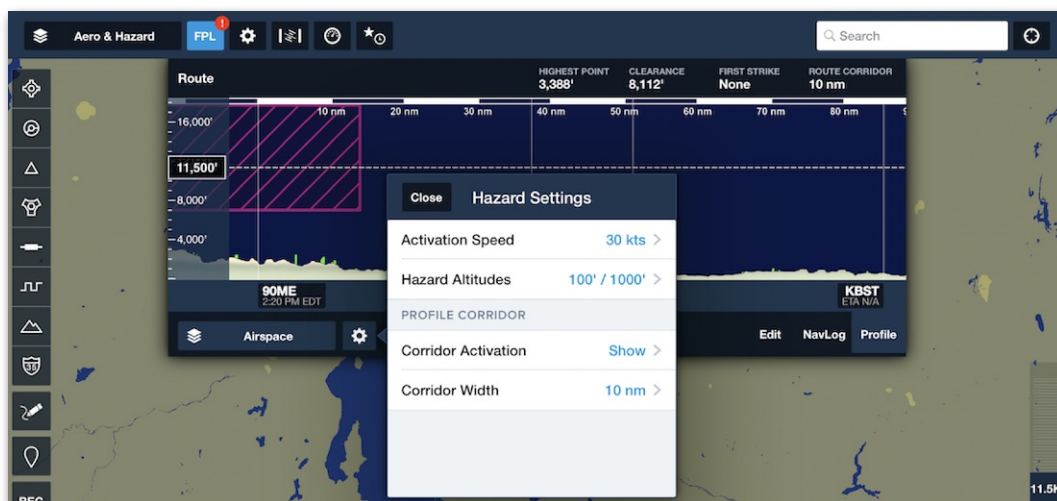 Aero & Hazard FPL ! Search
Route HIGHEST POINT CLEARANCE FIRST STRIKE ROUTE CORRIDOR
3,388' 8,112' None 10 nm
10 nm 20 nm 30 nm 40 nm 50 nm 60 nm 70 nm 80 nm
16,000'
11,500'
8,000'
4,000'
90ME
2:20 PM EDT
KBST
ETA N/A
Airspace
Edit NavLog Profile
Close Hazard Settings
Activation Speed 30 kts >
Hazard Altitudes 100' / 1000' >
PROFILE CORRIDOR
Corridor Activation Show >
Corridor Width 10 nm >
11.5